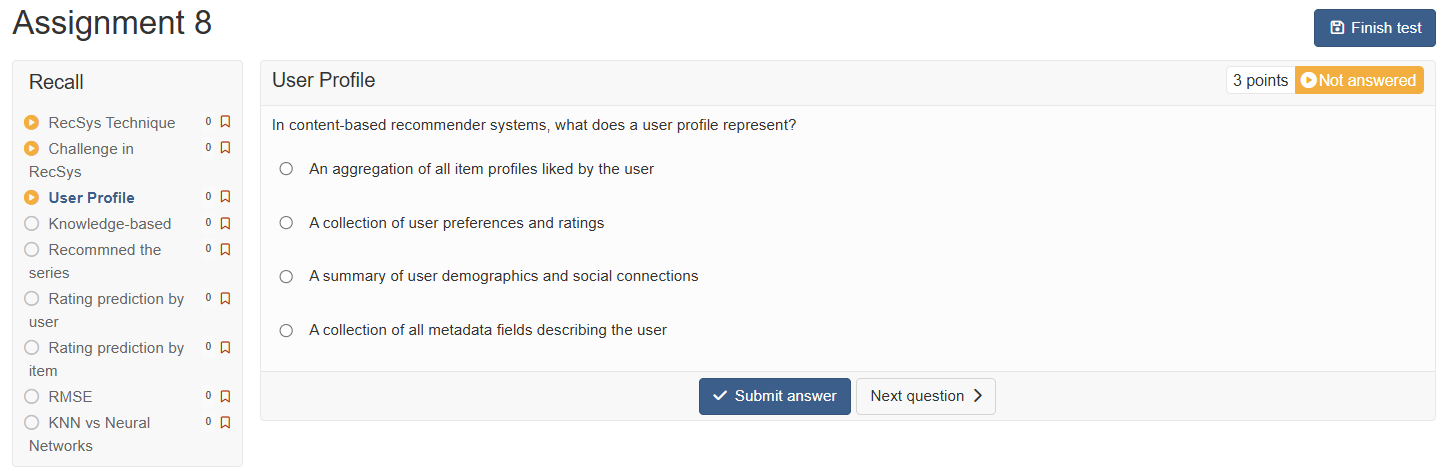 Assignment 8
Finish test
Recall
RecSys Technique 0
Challenge in 0
RecSys
User Profile 0
Knowledge-based 0
Recommned the 0
series
Rating prediction by 0
user
Rating prediction by 0
item
RMSE 0
KNN vs Neural 0
Networks
User Profile
3 points Not answered
In content-based recommender systems, what does a user profile represent?
An aggregation of all item profiles liked by the user
A collection of user preferences and ratings
A summary of user demographics and social connections
A collection of all metadata fields describing the user
Submit answer
Next question